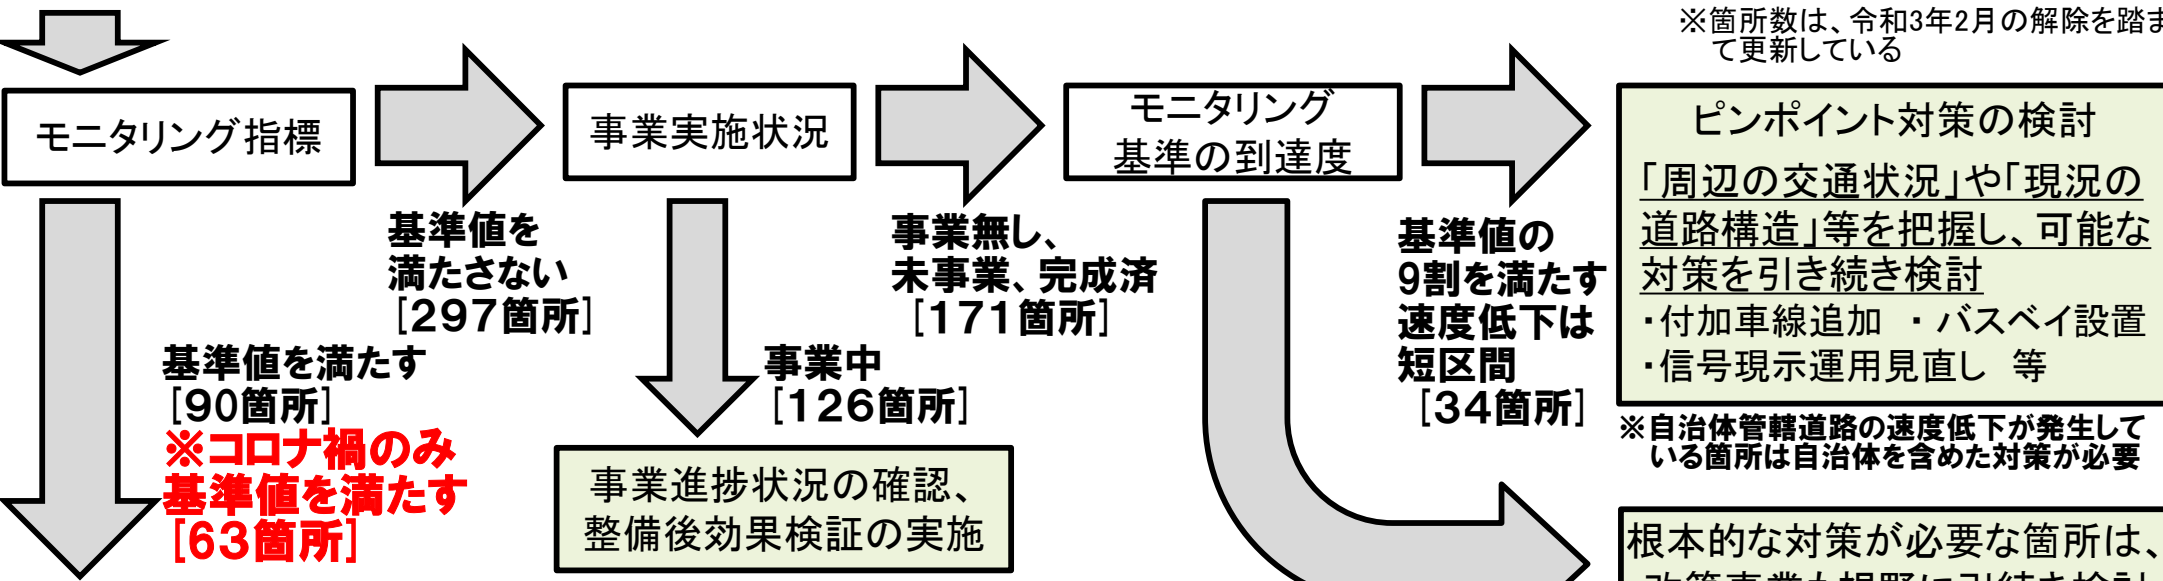 ※箇所数は、令和3年2月の解除を踏ま
て更新している
モニタリング指標
事業実施状況
モニタリング
基準の到達度
ピンポイント対策の検討
「周辺の交通状況」や「現況の
道路構造」等を把握し、可能な
対策を引き続き検討
・付加車線追加 ・バスベイ設置
・信号現示運用見直し 等
基準値を
満たさない
[297箇所]
事業無し、
未事業、完成済
[171箇所]
基準値の
9割を満たす
速度低下は
短区間
[34箇所]
基準値を満たす
[90箇所]
※コロナ禍のみ
基準値を満たす
[63箇所]
事業中
[126箇所]
※自治体管轄道路の速度低下が発生して
いる箇所は自治体を含めた対策が必要
事業進捗状況の確認、
整備後効果検証の実施
根本的な対策が必要な箇所は、